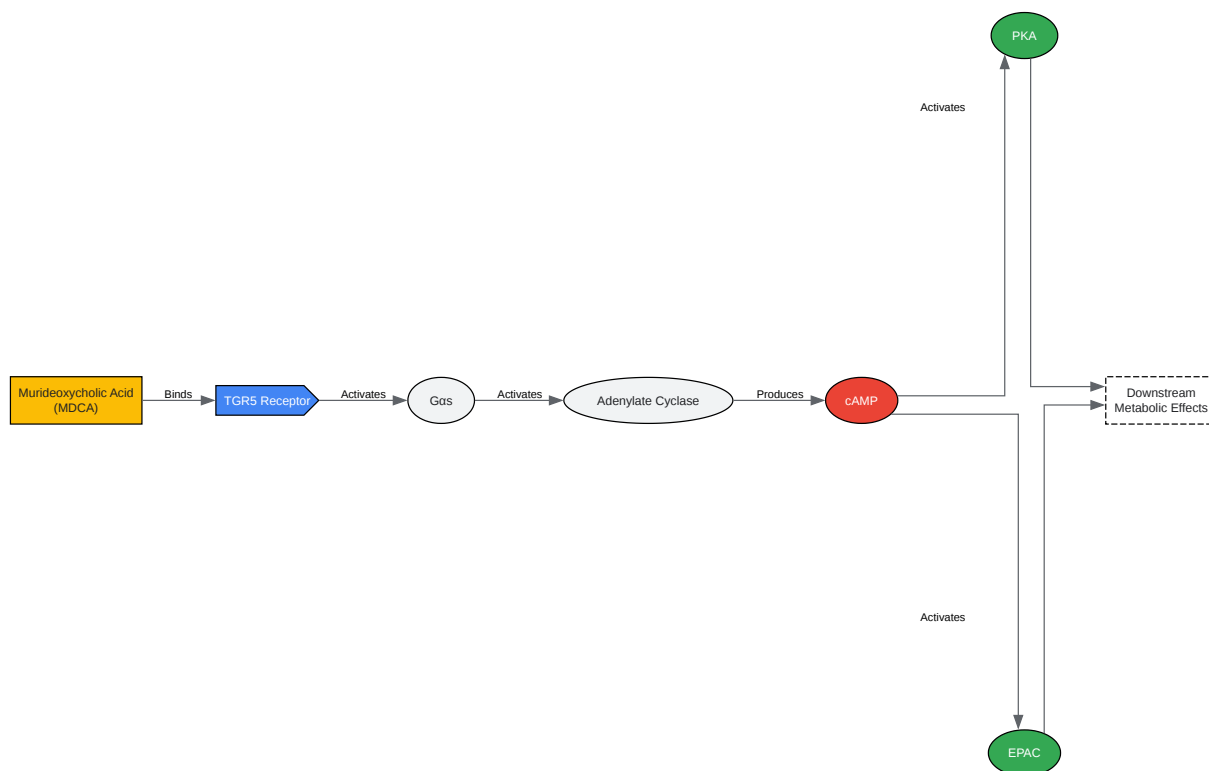 PKA
Activates
Murideoxycholic Acid
(MDCA)
Binds
TGR5 Receptor
Activates
Gαs
Activates
Adenylate Cyclase
Produces
cAMP
Downstream
Metabolic Effects
Activates
EPAC